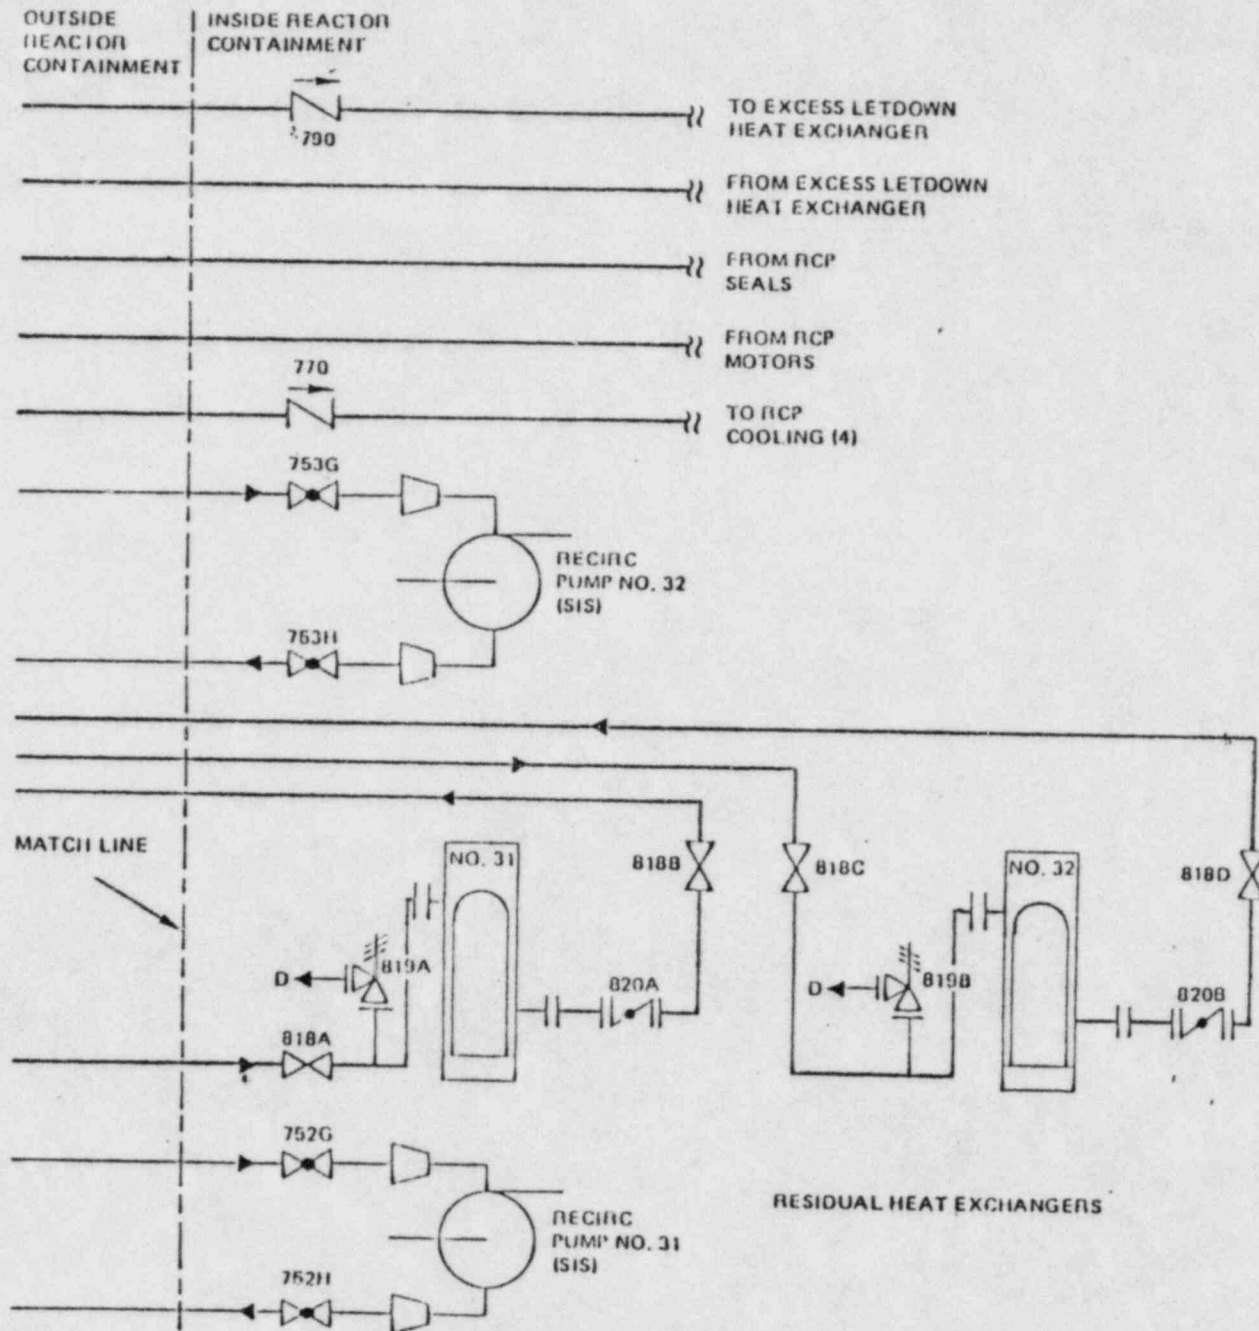 OUTSIDE
REACTOR
CONTAINMENT
INSIDE REACTOR
CONTAINMENT
790
TO EXCESS LETDOWN
HEAT EXCHANGER
FROM EXCESS LETDOWN
HEAT EXCHANGER
FROM RCP
SEALS
FROM RCP
MOTORS
770
TO RCP
COOLING (4)
753G
RECIRC
PUMP NO. 32
(SIS)
753H
MATCH LINE
NO. 31
818B
818C
NO. 32
818D
D
819A
820A
D
819B
820B
818A
752G
RECIRC
PUMP NO. 31
(SIS)
RESIDUAL HEAT EXCHANGERS
752H